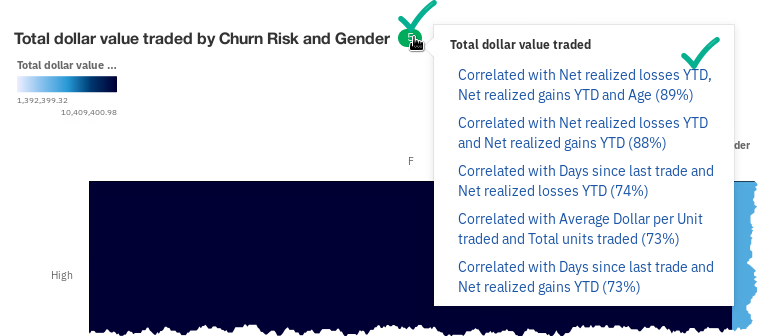 Total dollar value traded by Churn Risk and Gender
Total dollar value traded
Total dollar value ...
Correlated with Net realized losses YTD,
Net realized gains YTD and Age (89%)
1,392,399.32
10,409,400.98
Correlated with Net realized losses YTD
and Net realized gains YTD (88%)
der
F
Correlated with Days since last trade and
Net realized losses YTD (74%)
Correlated with Average Dollar per Unit
traded and Total units traded (73%)
High
Correlated with Days since last trade and
Net realized gains YTD (73%)